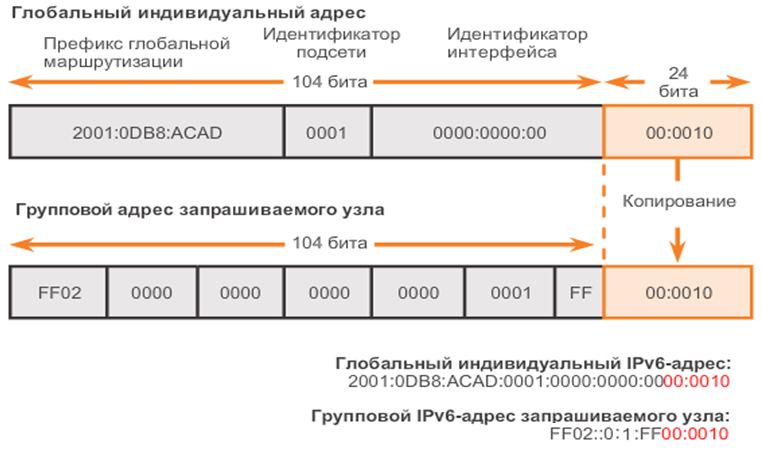 Глобальный индивидуальный адрес
Префикс глобальной
маршрутизации
Идентификатор
подсети
Идентификатор
интерфейса
104 бита
24
бита
2001:0DB8:ACAD
0001
0000:0000:00
00:0010
Групповой адрес запрашиваемого узла
Копирование
104 бита
FF02
0000
0000
0000
0000
0001
FF
00:0010
Глобальный индивидуальный IPv6-адрес:
2001:0DB8:ACAD:0001:0000:0000:0000:0010
Групповой IPv6-адрес запрашиваемого узла:
FF02::0:1:FF00:0010